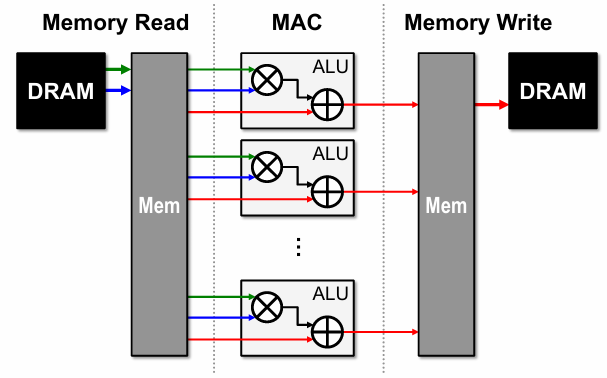 Memory Read
MAC
Memory Write
DRAM
Mem
ALU
ALU
ALU
Mem
DRAM